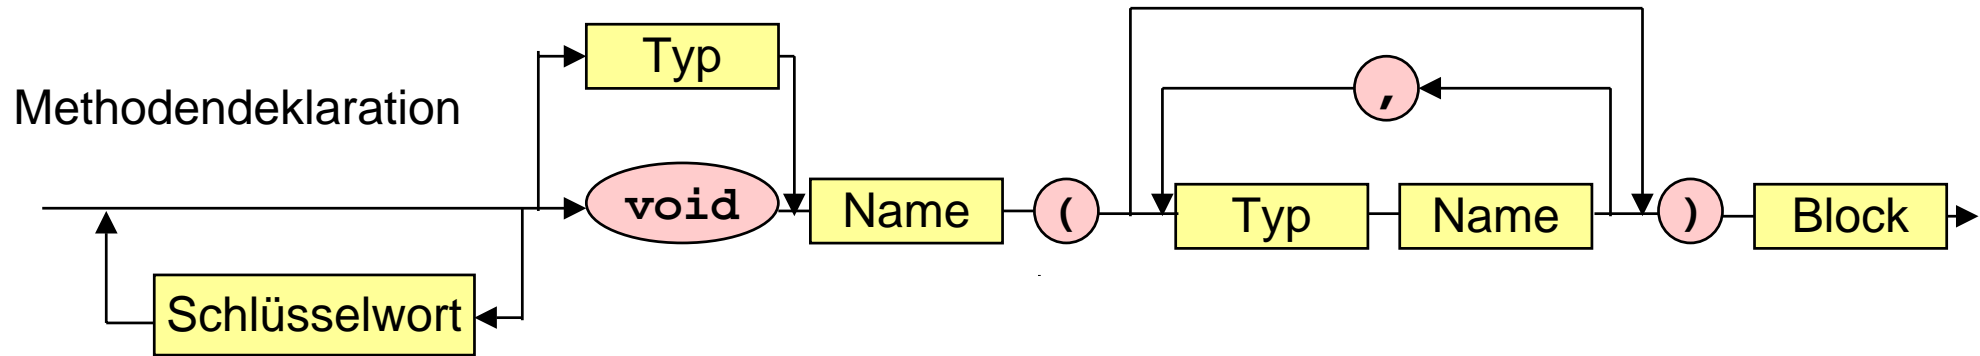 Typ
,
Methodendeklaration
void Name ( Typ Name ) Block
Schlüsselwort